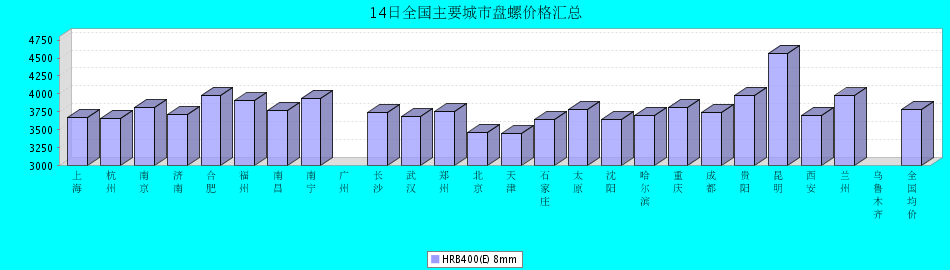 14日全国主要城市盘螺价格汇总
4750
4500
4250
4000
3750
3500
3250
3000
上海
杭州
南京
济南
合肥
福州
南昌
南宁
广州
长沙
武汉
郑州
北京
天津
石家庄
太原
沈阳
哈尔滨
重庆
成都
贵阳
昆明
西安
兰州
乌鲁木齐
全国均价
HRB400(E) 8mm